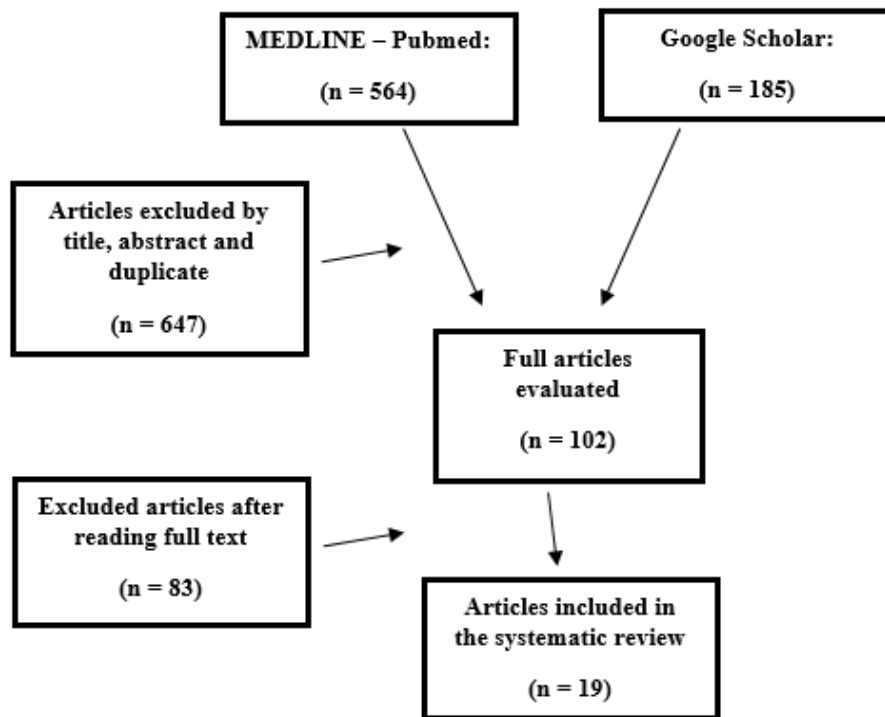 MEDLINE – Pubmed:
(n = 564)
Google Scholar:
(n = 185)
Articles excluded by
title, abstract and
duplicate
(n = 647)
Full articles
evaluated
(n = 102)
Excluded articles after
reading full text
(n = 83)
Articles included in
the systematic review
(n = 19)